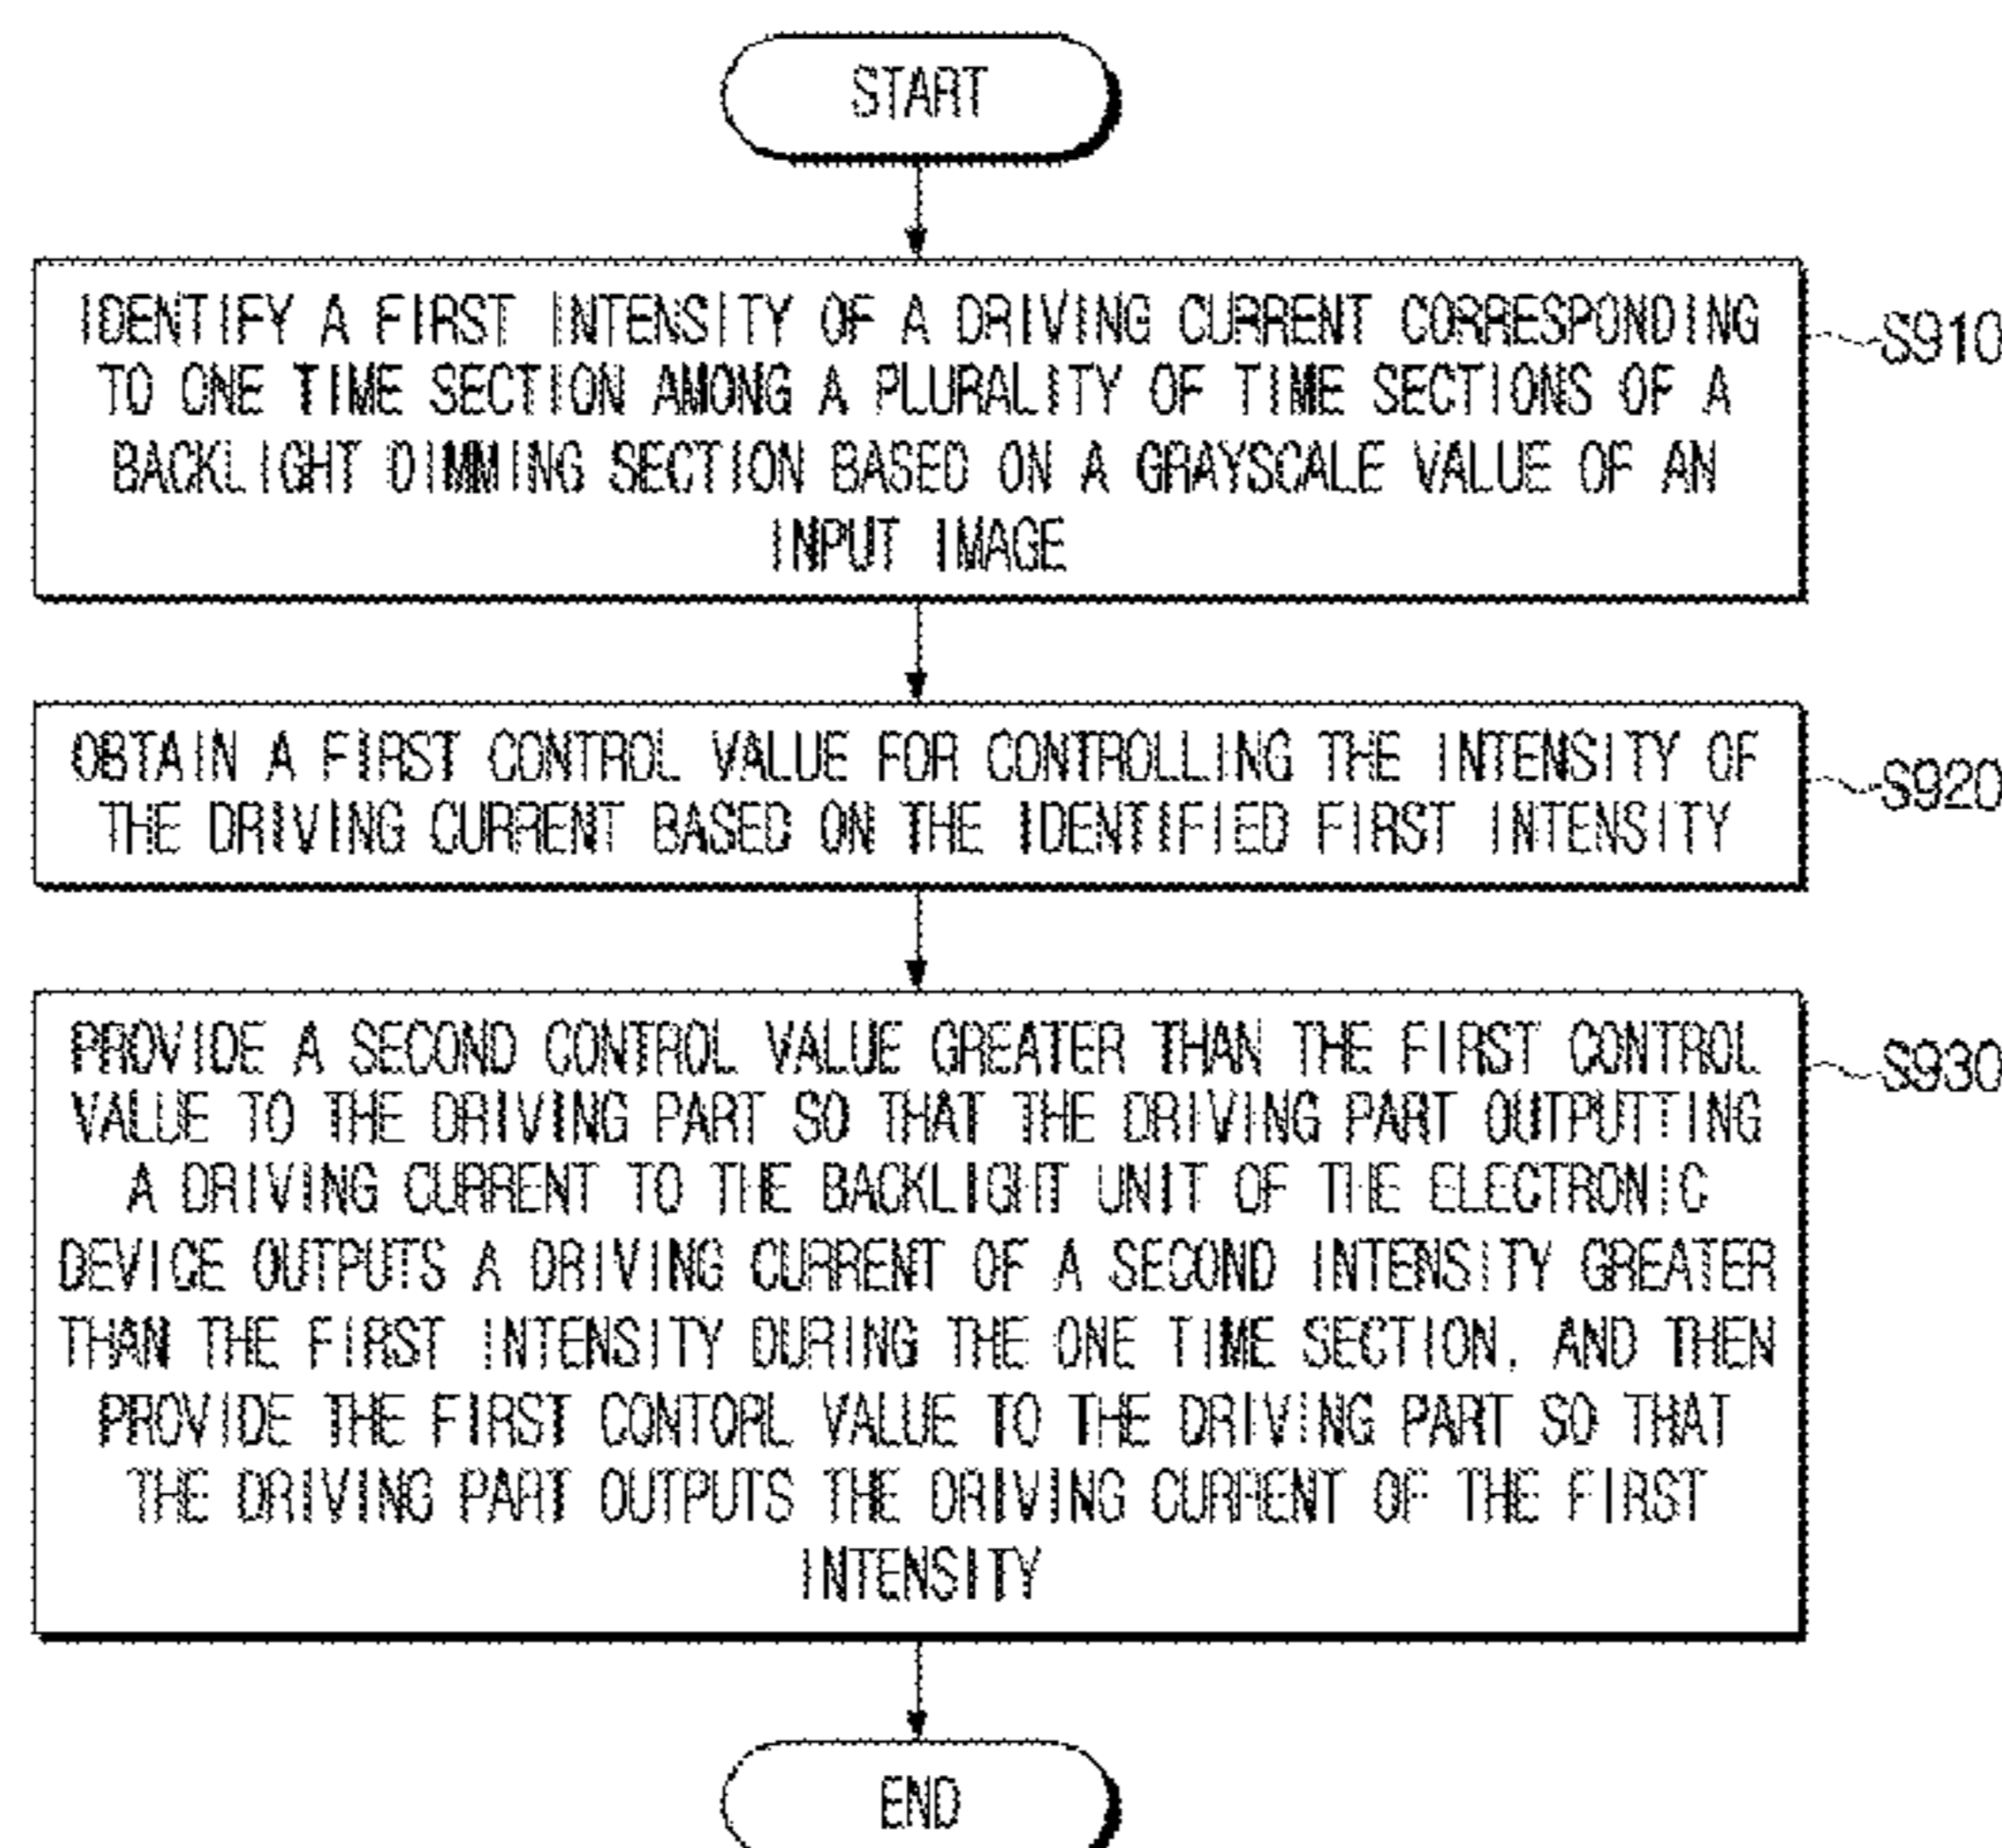 START
IDENTIFY A FIRST INTENSITY OF A DRIVING CURRENT CORRESPONDING
TO ONE TIME SECTION AMONG A PLURALITY OF TIME SECTIONS OF A
BACKLIGHT DIMMING SECTION BASED ON A GRAYSCALE VALUE OF AN
INPUT IMAGE
S910
OBTAIN A FIRST CONTROL VALUE FOR CONTROLLING THE INTENSITY OF
THE DRIVING CURRENT BASED ON THE IDENTIFIED FIRST INTENSITY
S920
PROVIDE A SECOND CONTROL VALUE GREATER THAN THE FIRST CONTROL
VALUE TO THE DRIVING PART SO THAT THE DRIVING PART OUTPUTTING
A DRIVING CURRENT TO THE BACKLIGHT UNIT OF THE ELECTRONIC
DEVICE OUTPUTS A DRIVING CURRENT OF A SECOND INTENSITY GREATER
THAN THE FIRST INTENSITY DURING THE ONE TIME SECTION, AND THEN
PROVIDE THE FIRST CONTORL VALUE TO THE DRIVING PART SO THAT
THE DRIVING PART OUTPUTS THE DRIVING CURRENT OF THE FIRST
INTENSITY
S930
END